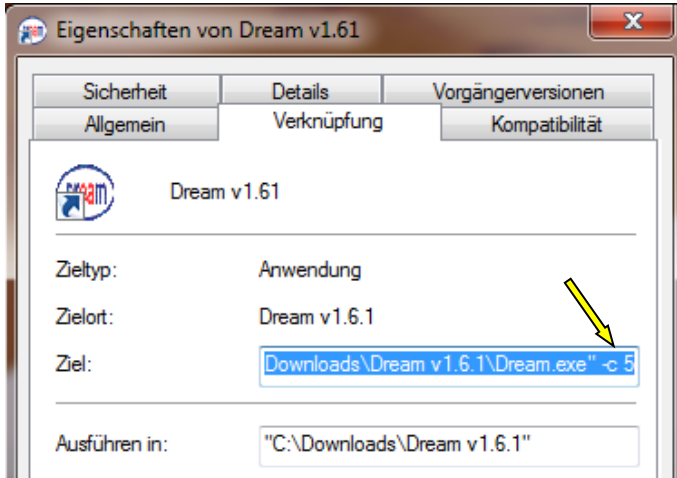 Eigenschaften von Dream v1.61
Sicherheit Details Vorgängerversionen
Allgemein Verknüpfung Kompatibilität
Dream
Dream v1.61
Zieltyp: Anwendung
Zielort: Dream v1.6.1
Ziel: Downloads\Dream v1.6.1\Dream.exe" -c 5
Ausführen in: "C:\Downloads\Dream v1.6.1"